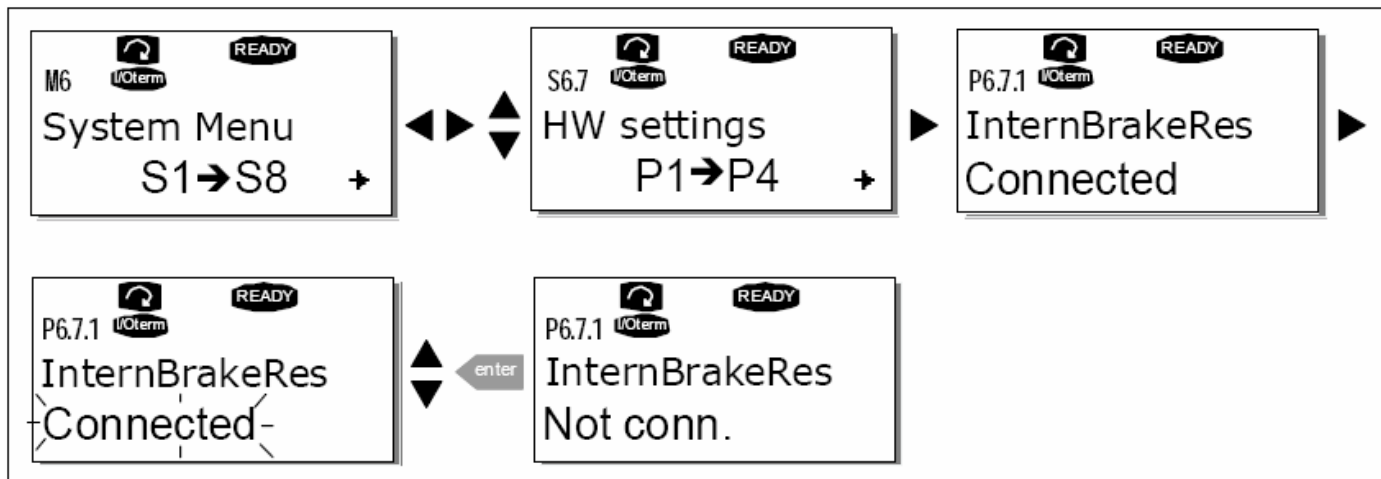 READY
M6 I/Oterm
System Menu
S1➔S8
READY
S6.7 I/Oterm
HW settings
P1➔P4
READY
P6.7.1 I/Oterm
InternBrakeRes
Connected
READY
P6.7.1 I/Oterm
InternBrakeRes
Connected
enter
READY
P6.7.1 I/Oterm
InternBrakeRes
Not conn.